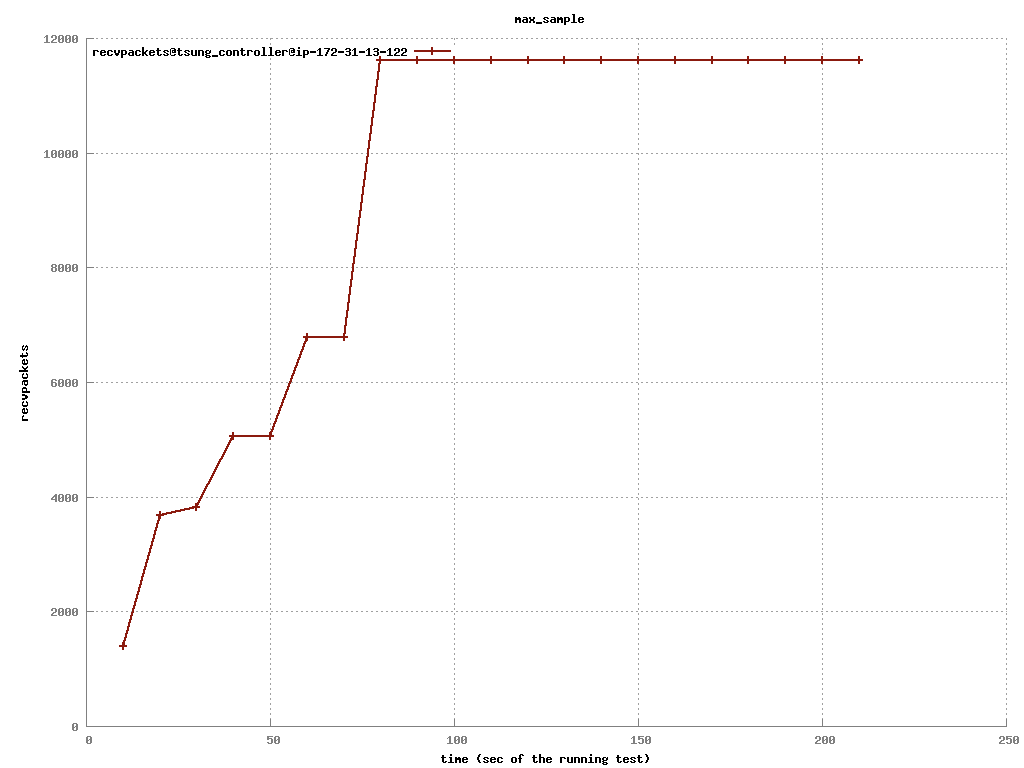 max_sample
12000
recvpackets@tsung_controller@ip-172-31-13-122
10000
8000
6000
4000
2000
0
recvpackets
0 50 100 150 200 250
time (sec of the running test)